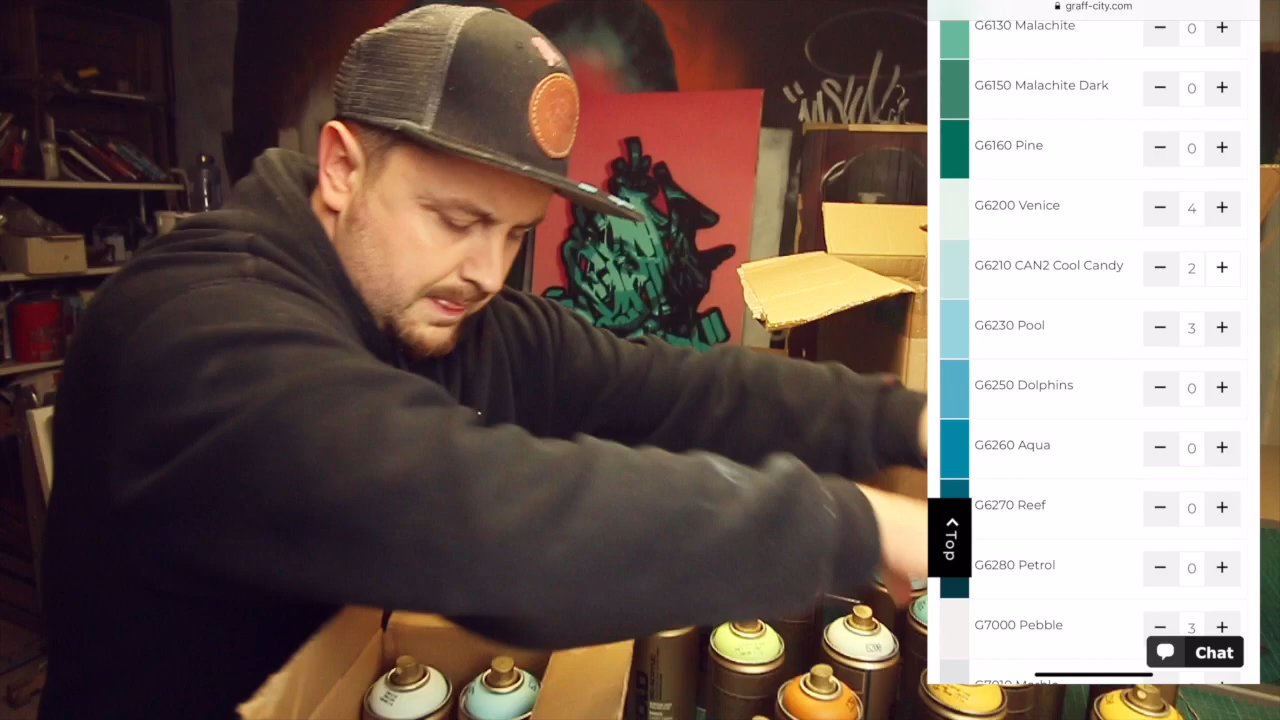 graff-city.com
G6130 Malachite
0
G6150 Malachite Dark
0
G6160 Pine
0
G6200 Venice
4
G6210 CAN2 Cool Candy
2
G6230 Pool
3
G6250 Dolphins
0
G6260 Aqua
0
G6270 Reef
0
G6280 Petrol
0
G7000 Pebble
3
Top
Chat